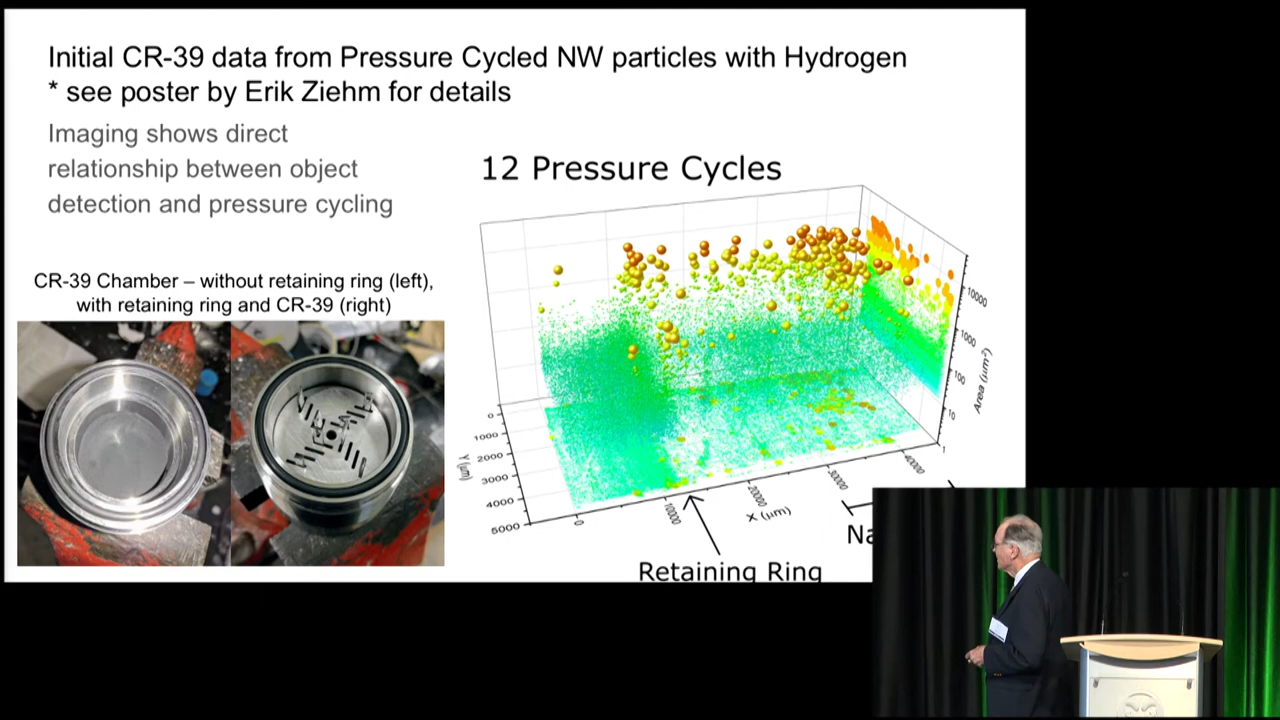 Initial CR-39 data from Pressure Cycled NW particles with Hydrogen
* see poster by Erik Ziehm for details
Imaging shows direct
relationship between object
detection and pressure cycling
12 Pressure Cycles
CR-39 Chamber – without retaining ring (left),
with retaining ring and CR-39 (right)
10000
1000
100
10
1
Area (μm²)
0
1000
2000
3000
4000
5000
Y (μm)
0
10000
20000
30000
40000
X (μm)
Retaining Ring
Na